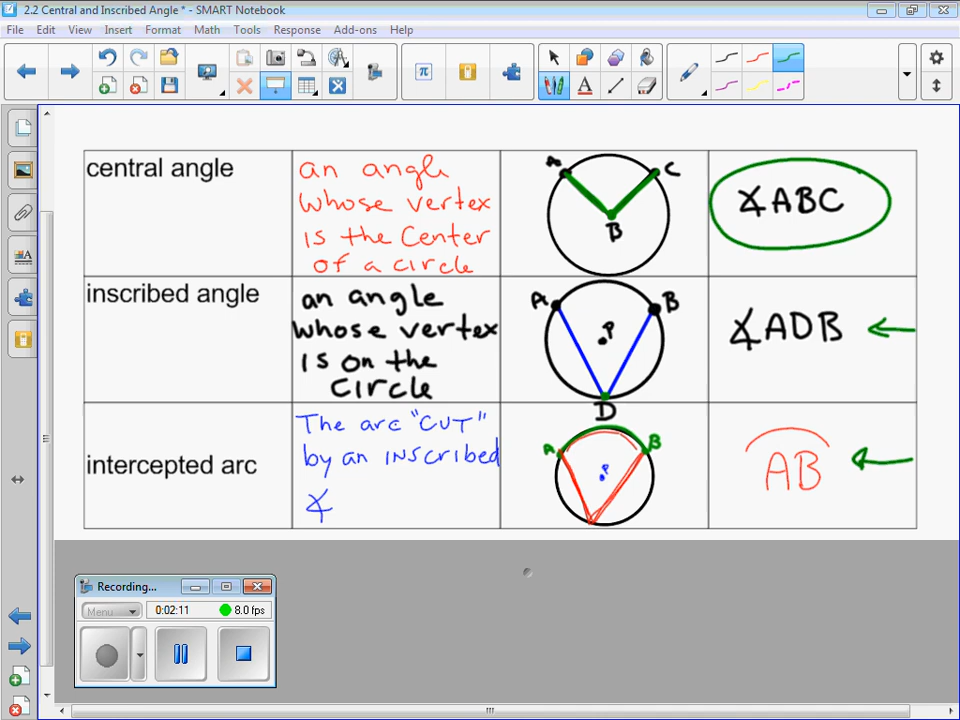 2.2 Central and Inscribed Angle * - SMART Notebook
File Edit View Insert Format Math Tools Response Add-ons Help
π
A
central angle
an angle
whose vertex
is the Center
of a circle
A
C
B
∡ABC
inscribed angle
an angle
whose vertex
is on the
Circle
A
B
P
D
∡ADB
intercepted arc
The arc "CUT"
by an INSCRIBED
∡
A
B
P
AB
Recording...
Menu
0:02:11
8.0 fps